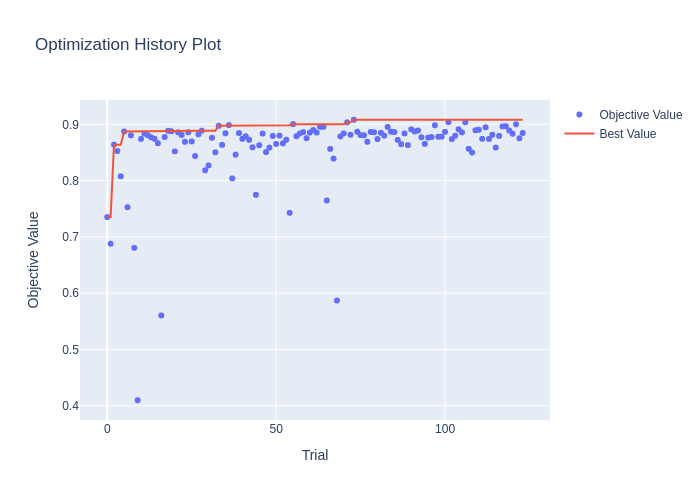 Optimization History Plot
Objective Value
Best Value
0.9
0.8
0.7
0.6
0.5
0.4
Objective Value
0
50
100
Trial